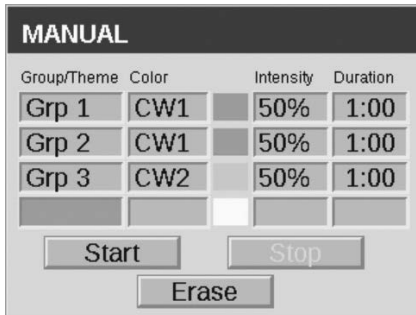 MANUAL
Group/Theme Color Intensity Duration
Grp 1 CW1 50% 1:00
Grp 2 CW1 50% 1:00
Grp 3 CW2 50% 1:00
Start Stop
Erase